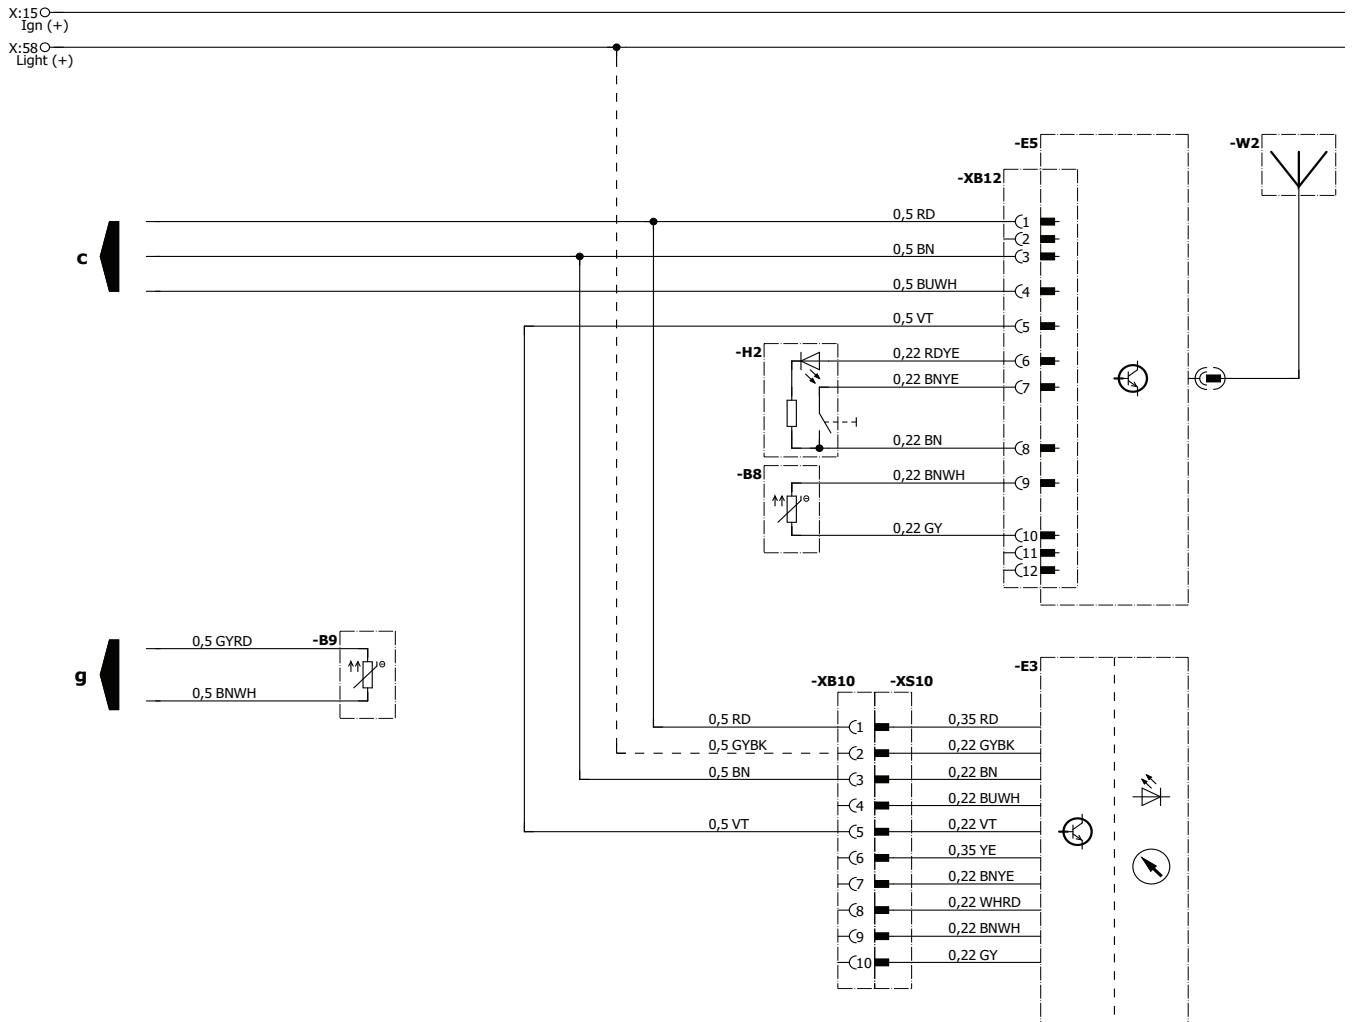 X:15
Ign (+)
X:58
Light (+)
-E5
-W2
-XB12
0,5 RD
1
2
c
0,5 BN
3
0,5 BUWH
4
0,5 VT
5
-H2
0,22 RDYE
6
0,22 BNYE
7
0,22 BN
8
-B8
0,22 BNWH
9
0,22 GY
10
11
12
0,5 GYRD
-B9
g
0,5 BNWH
-E3
-XB10
-XS10
0,5 RD
1
0,35 RD
0,5 GYBK
2
0,22 GYBK
0,5 BN
3
0,22 BN
4
0,22 BUWH
0,5 VT
5
0,22 VT
6
0,35 YE
7
0,22 BNYE
8
0,22 WHRD
9
0,22 BNWH
10
0,22 GY